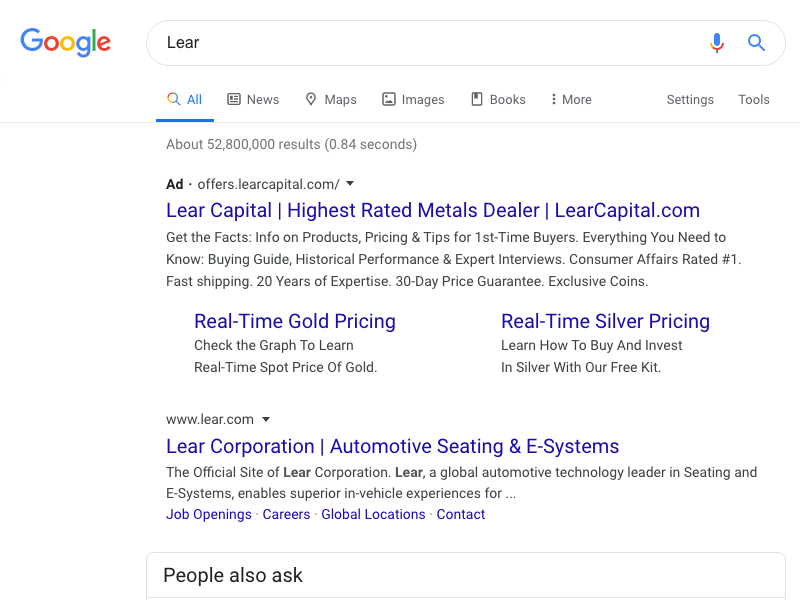 Google
Lear
All News Maps Images Books More Settings Tools
About 52,800,000 results (0.84 seconds)
Ad · offers.learcapital.com/
Lear Capital | Highest Rated Metals Dealer | LearCapital.com
Get the Facts: Info on Products, Pricing & Tips for 1st-Time Buyers. Everything You Need to
Know: Buying Guide, Historical Performance & Expert Interviews. Consumer Affairs Rated #1.
Fast shipping. 20 Years of Expertise. 30-Day Price Guarantee. Exclusive Coins.
Real-Time Gold Pricing
Check the Graph To Learn
Real-Time Spot Price Of Gold.
Real-Time Silver Pricing
Learn How To Buy And Invest
In Silver With Our Free Kit.
www.lear.com
Lear Corporation | Automotive Seating & E-Systems
The Official Site of Lear Corporation. Lear, a global automotive technology leader in Seating and
E-Systems, enables superior in-vehicle experiences for ...
Job Openings · Careers · Global Locations · Contact
People also ask